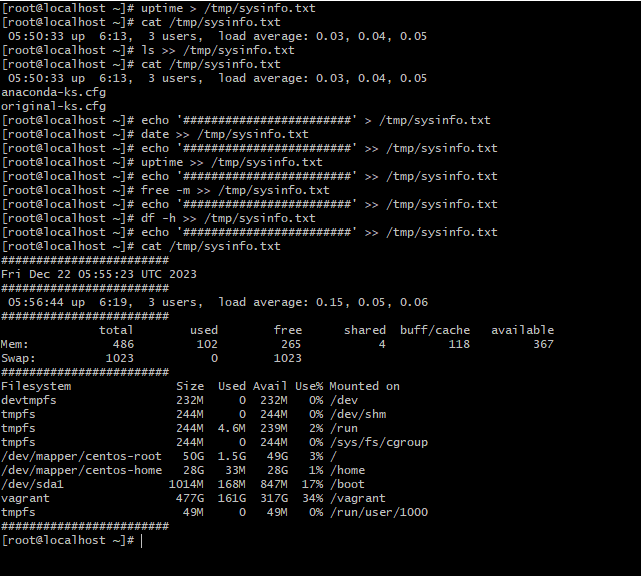 [root@localhost ~]# uptime > /tmp/sysinfo.txt
[root@localhost ~]# cat /tmp/sysinfo.txt
 05:50:33 up  6:13,  3 users,  load average: 0.03, 0.04, 0.05
[root@localhost ~]# ls >> /tmp/sysinfo.txt
[root@localhost ~]# cat /tmp/sysinfo.txt
 05:50:33 up  6:13,  3 users,  load average: 0.03, 0.04, 0.05
anaconda-ks.cfg
original-ks.cfg
[root@localhost ~]# echo '########################' > /tmp/sysinfo.txt
[root@localhost ~]# date >> /tmp/sysinfo.txt
[root@localhost ~]# echo '########################' >> /tmp/sysinfo.txt
[root@localhost ~]# uptime >> /tmp/sysinfo.txt
[root@localhost ~]# echo '########################' >> /tmp/sysinfo.txt
[root@localhost ~]# free -m >> /tmp/sysinfo.txt
[root@localhost ~]# echo '########################' >> /tmp/sysinfo.txt
[root@localhost ~]# df -h >> /tmp/sysinfo.txt
[root@localhost ~]# echo '########################' >> /tmp/sysinfo.txt
[root@localhost ~]# cat /tmp/sysinfo.txt
########################
Fri Dec 22 05:55:23 UTC 2023
########################
 05:56:44 up  6:19,  3 users,  load average: 0.15, 0.05, 0.06
########################
              total        used        free      shared  buff/cache   available
Mem:            486         102         265           4         118         367
Swap:          1023           0        1023
########################
Filesystem               Size  Used Avail Use% Mounted on
devtmpfs                 232M     0  232M   0% /dev
tmpfs                    244M     0  244M   0% /dev/shm
tmpfs                    244M  4.6M  239M   2% /run
tmpfs                    244M     0  244M   0% /sys/fs/cgroup
/dev/mapper/centos-root   50G  1.5G   49G   3% /
/dev/mapper/centos-home   28G   33M   28G   1% /home
/dev/sda1               1014M  168M  847M  17% /boot
vagrant                  477G  161G  317G  34% /vagrant
tmpfs                     49M     0   49M   0% /run/user/1000
########################
[root@localhost ~]#